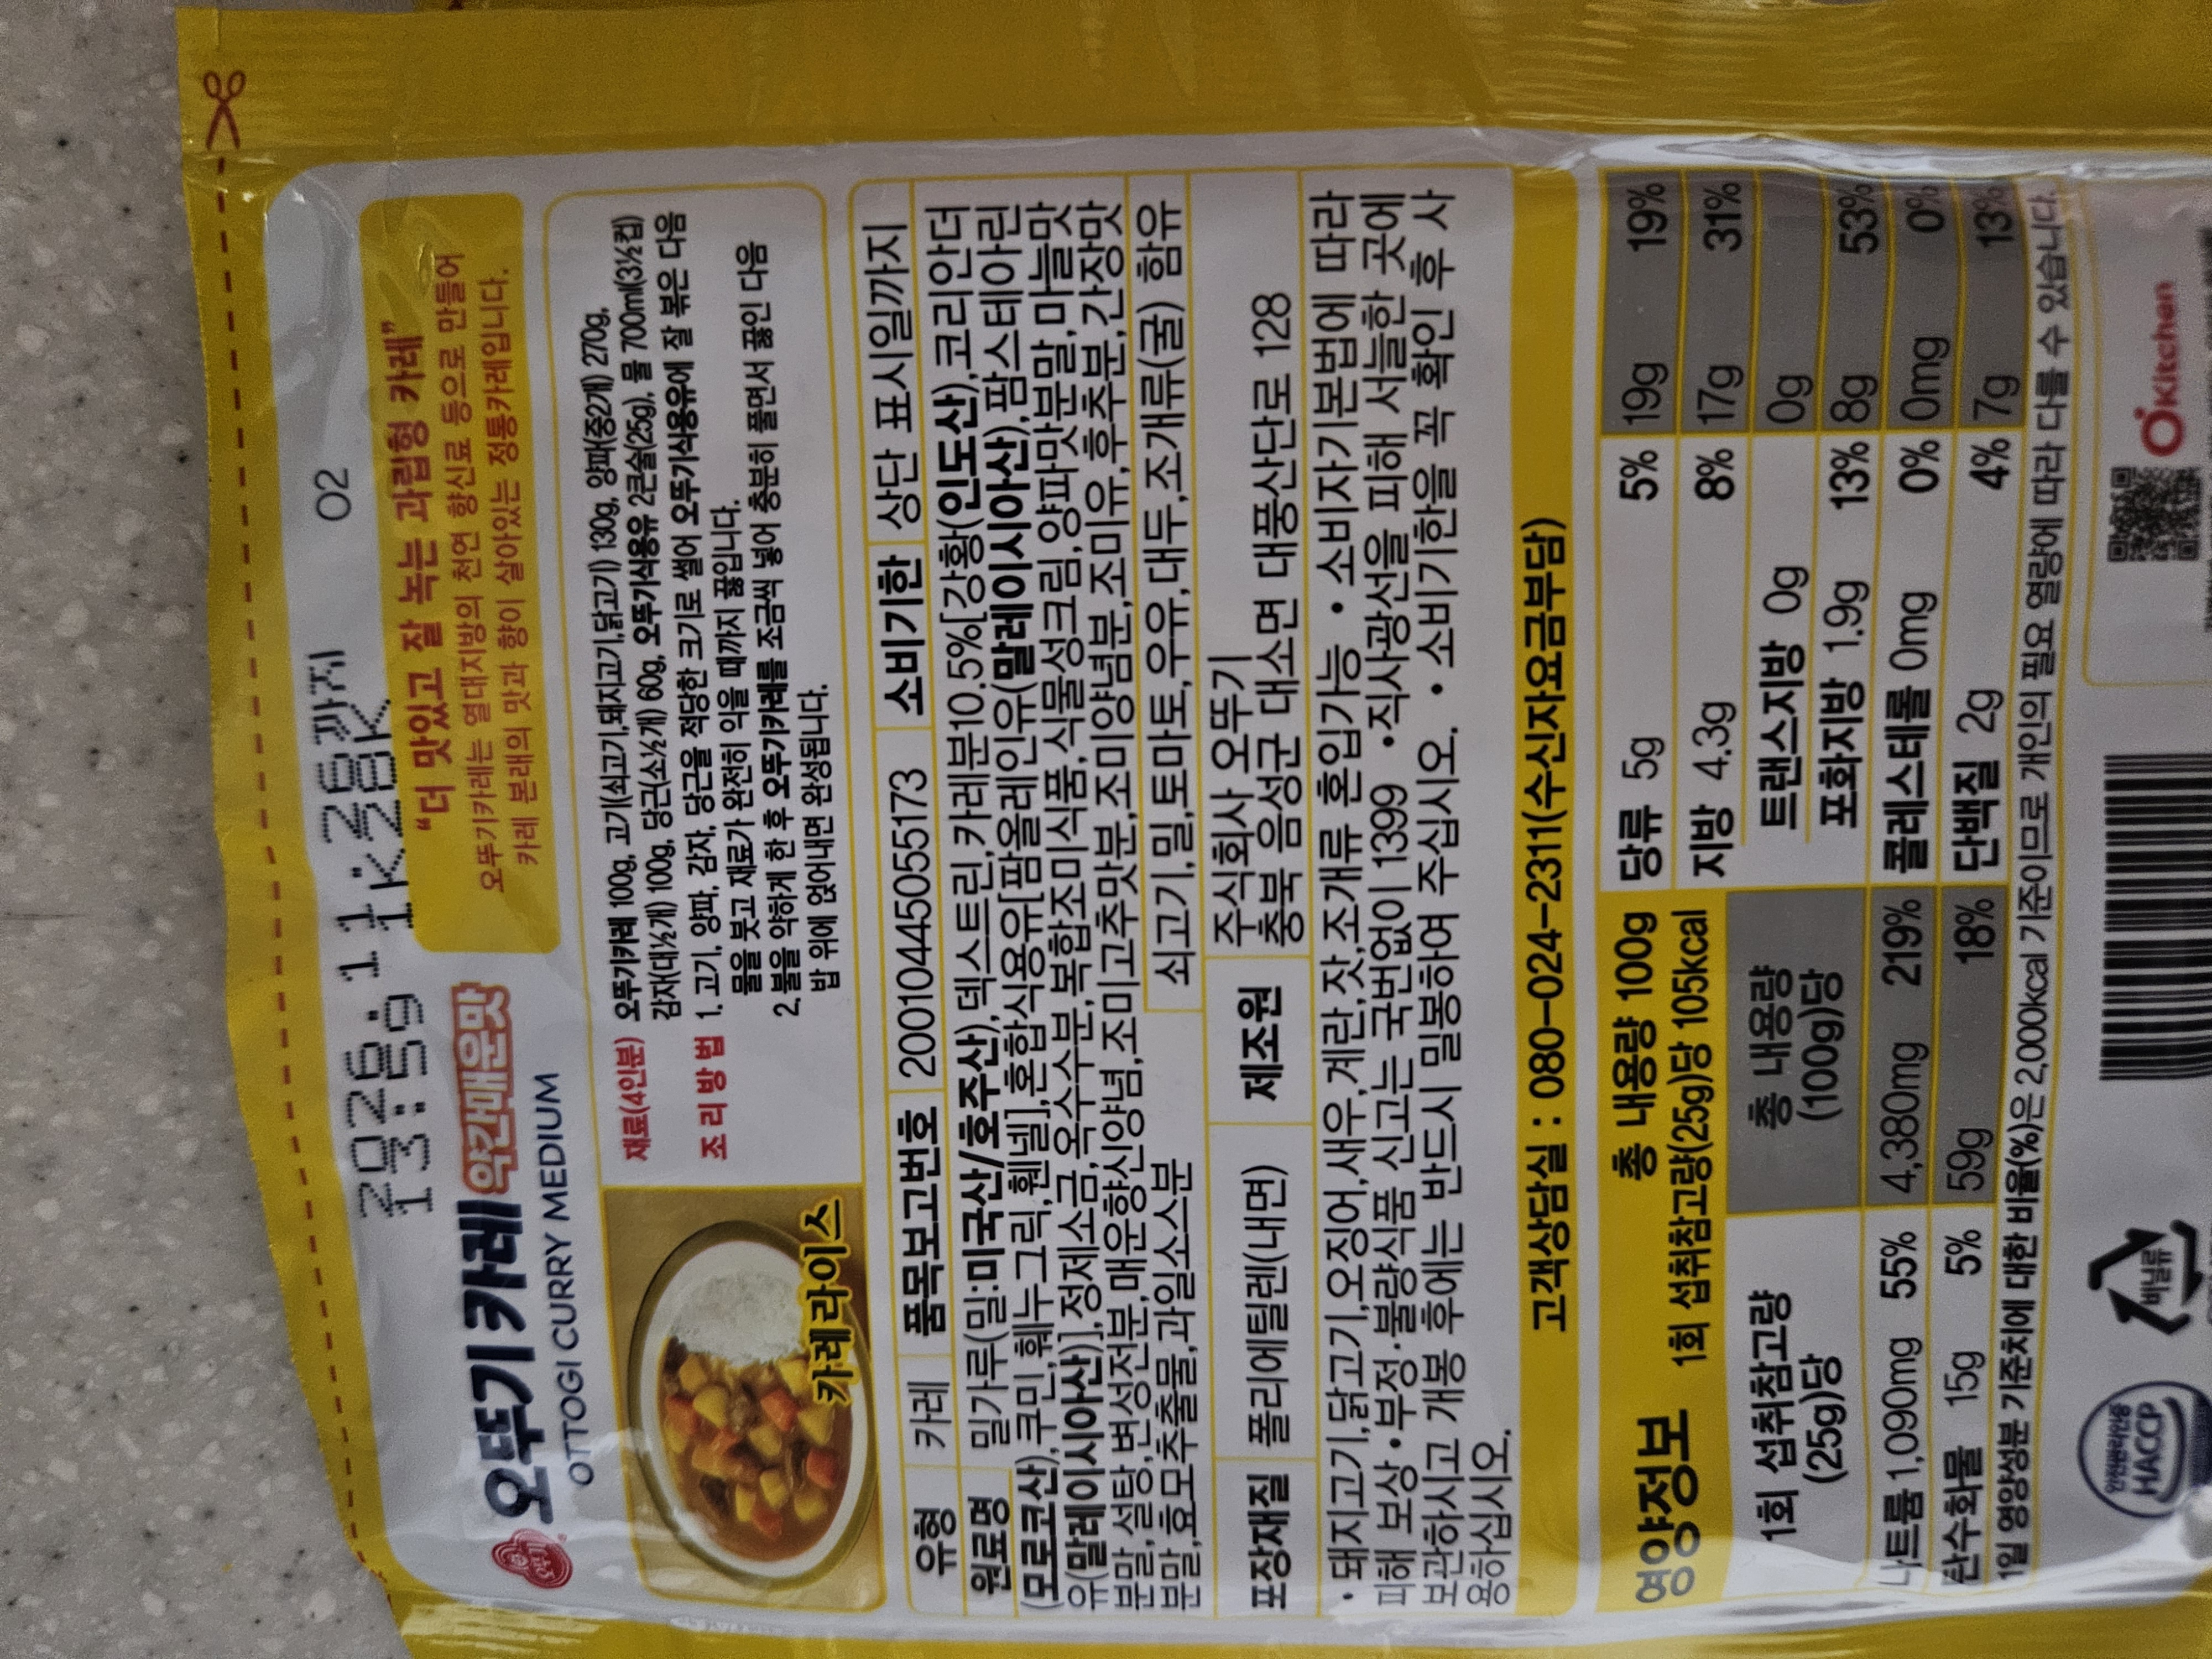 02
2026.11.26까지
13:59 1k2EK
오뚜기 카레 약간매운맛
OTTOGI CURRY MEDIUM
“더 맛있고 잘 녹는 과립형 카레”
오뚜기카레는 열대지방의 천연 향신료 등으로 만들어
카레 본래의 맛과 향이 살아있는 정통카레입니다.
카레라이스
재료(4인분) 오뚜기카레 100g, 고기(쇠고기,돼지고기,닭고기) 130g, 양파(중2개) 270g,
감자(대1½개) 100g, 당근(소½개) 60g, 오뚜기식용유 2큰술(25g), 물 700ml(3½컵)
조리방법 1. 고기, 양파, 감자, 당근을 적당한 크기로 썰어 오뚜기식용유에 잘 볶은 다음
물을 붓고 재료가 완전히 익을 때까지 끓입니다.
2. 불을 약하게 한 후 오뚜기카레를 조금씩 넣어 충분히 풀면서 끓인 다음
밥 위에 얹어내면 완성됩니다.
유형 카레 품목보고번호 20010445055173 소비기한 상단 표시일까지
원료명 밀가루(밀:미국산/호주산),덱스트린,카레분10.5%[강황(인도산),코리안더
(모로코산),쿠민,훼누그릭,휀넬],혼합식용유[팜올레인유(말레이시아산),팜스테아린
유(말레이시아산)],정제소금,옥수수분,복합조미식품,식물성크림,양파맛분말,마늘맛
분말,설탕,변성전분,매운향신양념,조미고추맛분,조미양념분,조미유,후추분,간장맛
분말,효모추출물,과일소스분
쇠고기,밀,토마토,우유,대두,조개류(굴) 함유
포장재질 폴리에틸렌(내면) 제조원 주식회사 오뚜기
충북 음성군 대소면 대풍산단로 128
• 돼지고기,닭고기,오징어,새우,계란,잣,조개류 혼입가능 • 소비자기본법에 따라
피해 보상 •부정·불량식품 신고는 국번없이 1399 •직사광선을 피해 서늘한 곳에
보관하시고 개봉 후에는 반드시 밀봉하여 주십시오. • 소비기한을 꼭 확인 후 사
용하십시오.
고객상담실 : 080–024–2311(수신자요금부담)
영양정보 총 내용량 100g
1회 섭취참고량(25g)당 105kcal
1회 섭취참고량
(25g)당
총 내용량
(100g)당
나트륨 1,090mg 55% 4,380mg 219%
탄수화물 15g 5% 59g 18%
당류 5g 5% 19g 19%
지방 4.3g 8% 17g 31%
트랜스지방 0g 0g
포화지방 1.9g 13% 8g 53%
콜레스테롤 0mg 0% 0mg 0%
단백질 2g 4% 7g 13%
1일 영양성분 기준치에 대한 비율(%)은 2,000kcal 기준이므로 개인의 필요 열량에 따라 다를 수 있습니다.
안전관리인증
HACCP
비닐류
OKitchen